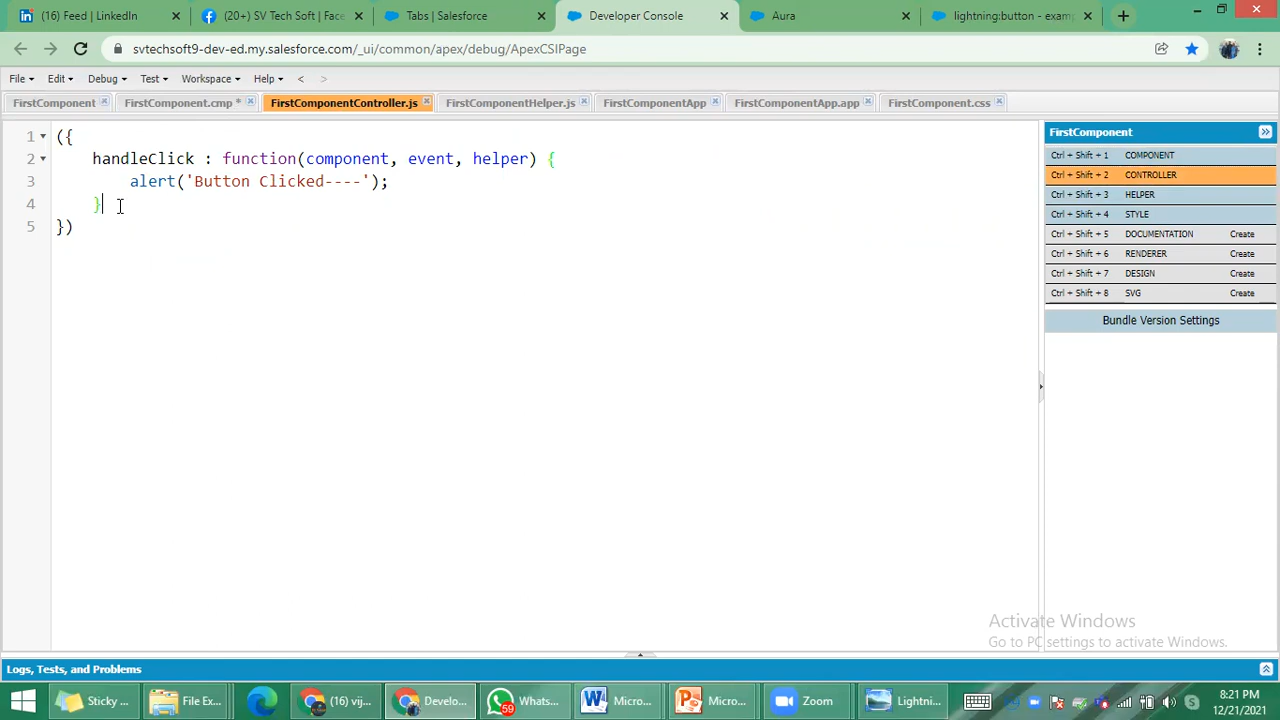 (16) Feed | LinkedIn
(20+) SV Tech Soft | Face
Tabs | Salesforce
Developer Console
Aura
lightning:button - examp
svtechsoft9-dev-ed.my.salesforce.com/_ui/common/apex/debug/ApexCSIPage
File Edit Debug Test Workspace Help < >
FirstComponent
FirstComponent.cmp *
FirstComponentController.js
FirstComponentHelper.js
FirstComponentApp
FirstComponentApp.app
FirstComponent.css
1 ({
2 handleClick : function(component, event, helper) {
3 alert('Button Clicked----');
4 }
5 })
FirstComponent
Ctrl + Shift + 1 COMPONENT
Ctrl + Shift + 2 CONTROLLER
Ctrl + Shift + 3 HELPER
Ctrl + Shift + 4 STYLE
Ctrl + Shift + 5 DOCUMENTATION Create
Ctrl + Shift + 6 RENDERER Create
Ctrl + Shift + 7 DESIGN Create
Ctrl + Shift + 8 SVG Create
Bundle Version Settings
Activate Windows
Go to PC settings to activate Windows.
Logs, Tests, and Problems
Sticky ...
File Ex...
(16) vij...
Develo...
59
Whats...
Micro...
Micro...
Zoom
Lightni...
8:21 PM
12/21/2021